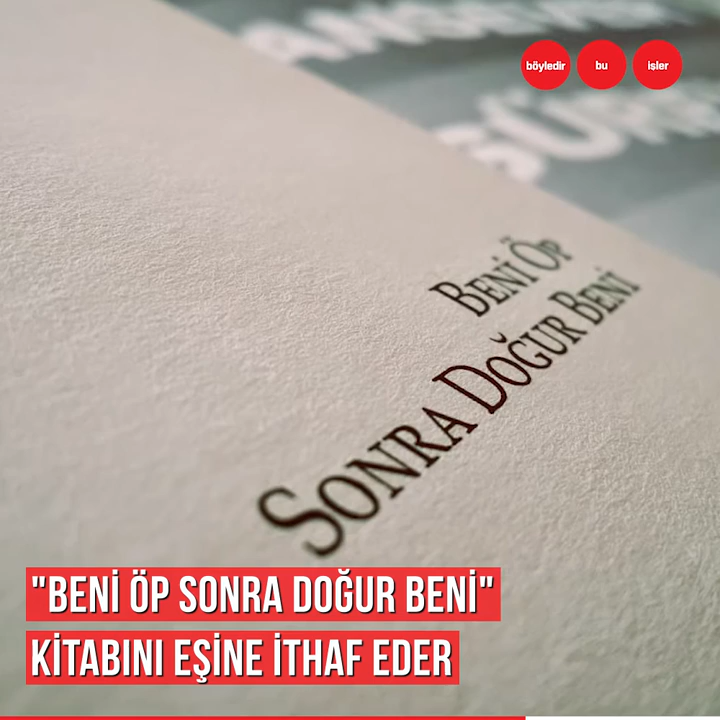 böyledir bu işler
BENİ ÖP
SONRA DOĞUR BENİ
"BENİ ÖP SONRA DOĞUR BENİ"
KİTABINI EŞİNE İTHAF EDER